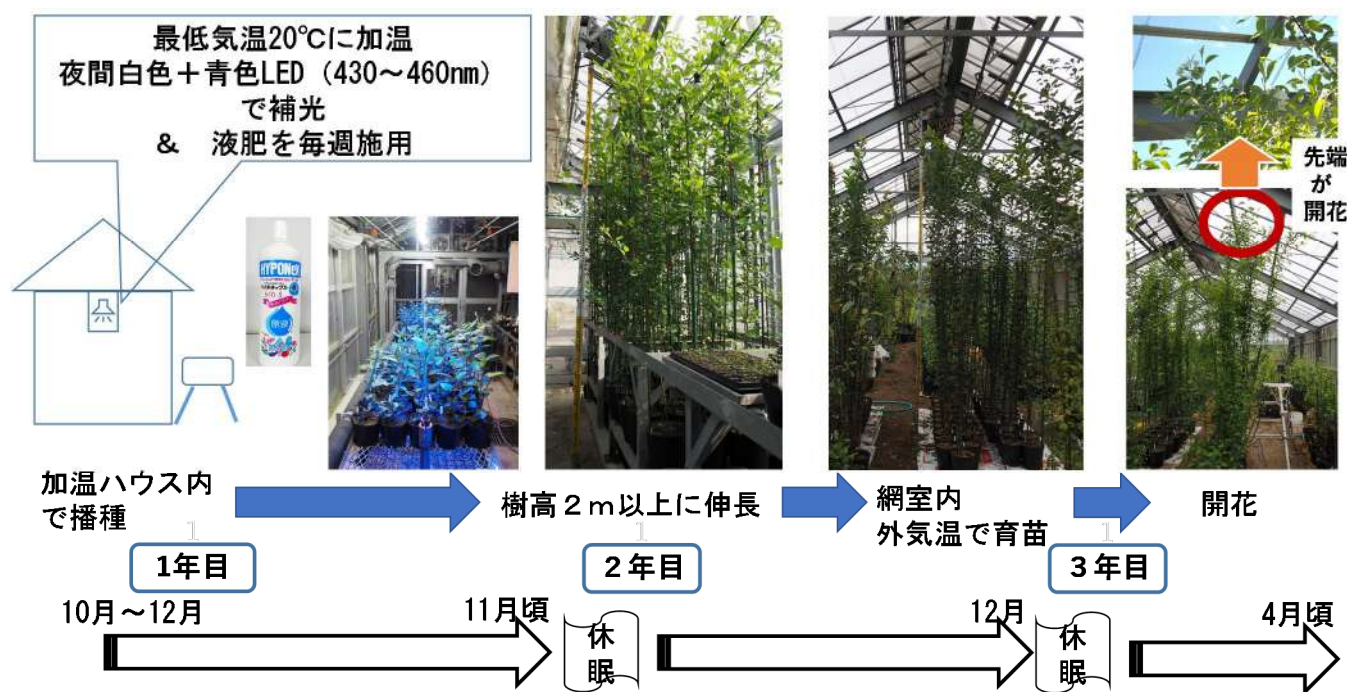 最低気温20℃に加温
夜間白色＋青色LED（430～460nm）
で補光
＆　液肥を毎週施用
HYPONeX
原液
先端
が
開花
加温ハウス内
で播種
樹高２ｍ以上に伸長
網室内
外気温で育苗
開花
1
1
1
1年目
２年目
３年目
10月～12月
11月頃
休
眠
12月
休
眠
4月頃